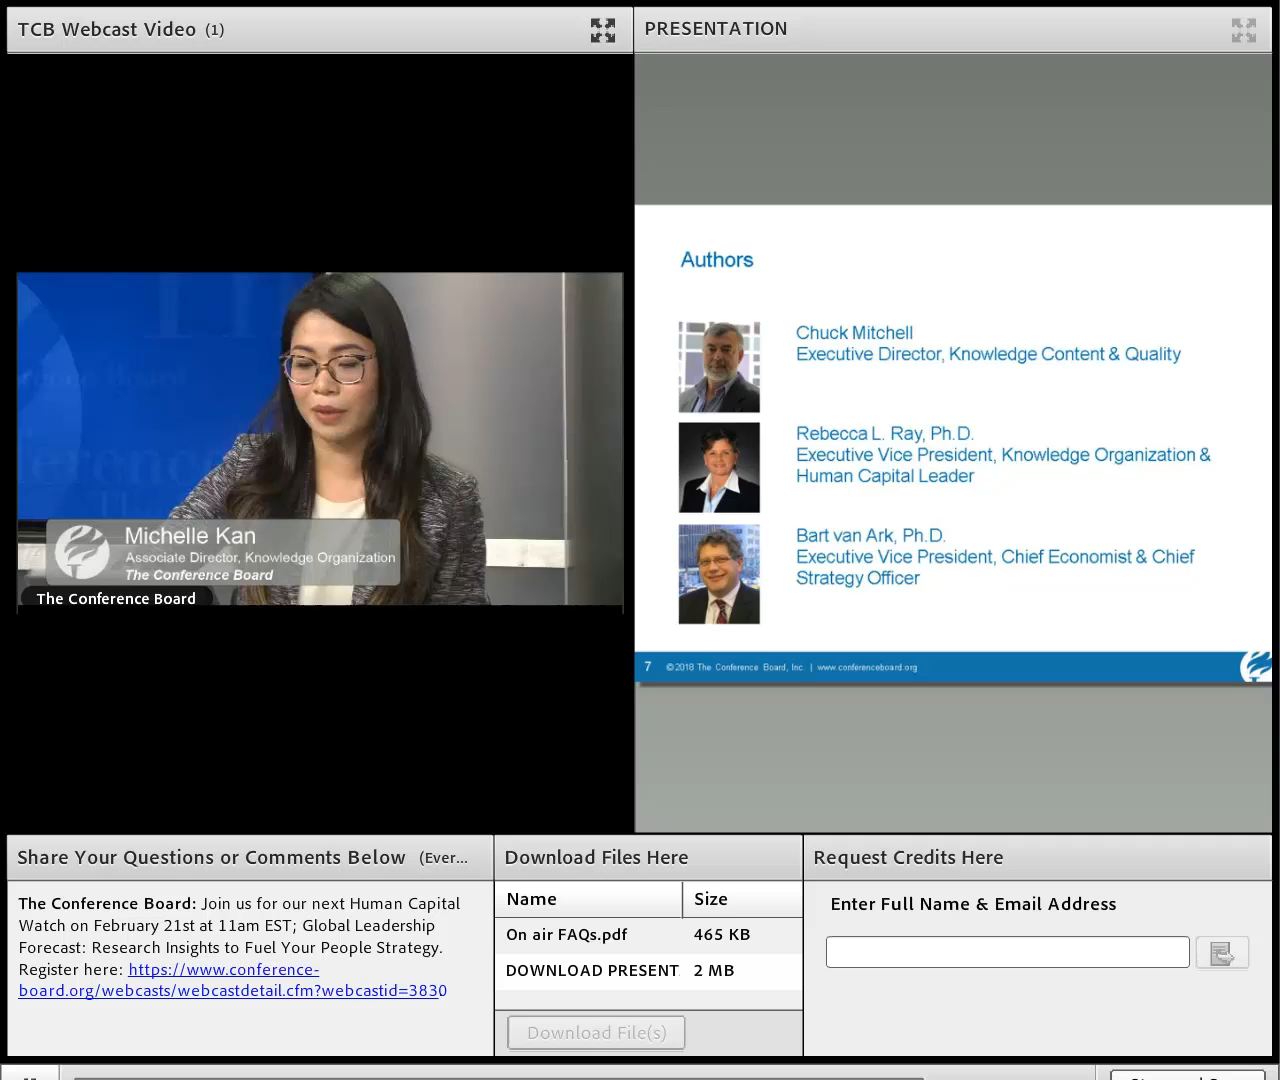 TCB Webcast Video (1)
PRESENTATION
Authors
Chuck Mitchell
Executive Director, Knowledge Content & Quality
Rebecca L. Ray, Ph.D.
Executive Vice President, Knowledge Organization &
Human Capital Leader
Bart van Ark, Ph.D.
Executive Vice President, Chief Economist & Chief
Strategy Officer
7 ©2018 The Conference Board, Inc. | www.conferenceboard.org
Michelle Kan
Associate Director, Knowledge Organization
The Conference Board
The Conference Board
Share Your Questions or Comments Below (Ever...
The Conference Board: Join us for our next Human Capital
Watch on February 21st at 11am EST; Global Leadership
Forecast: Research Insights to Fuel Your People Strategy.
Register here: https://www.conference-
board.org/webcasts/webcastdetail.cfm?webcastid=3830
Download Files Here
Name Size
On air FAQs.pdf 465 KB
DOWNLOAD PRESENT 2 MB
Download File(s)
Request Credits Here
Enter Full Name & Email Address